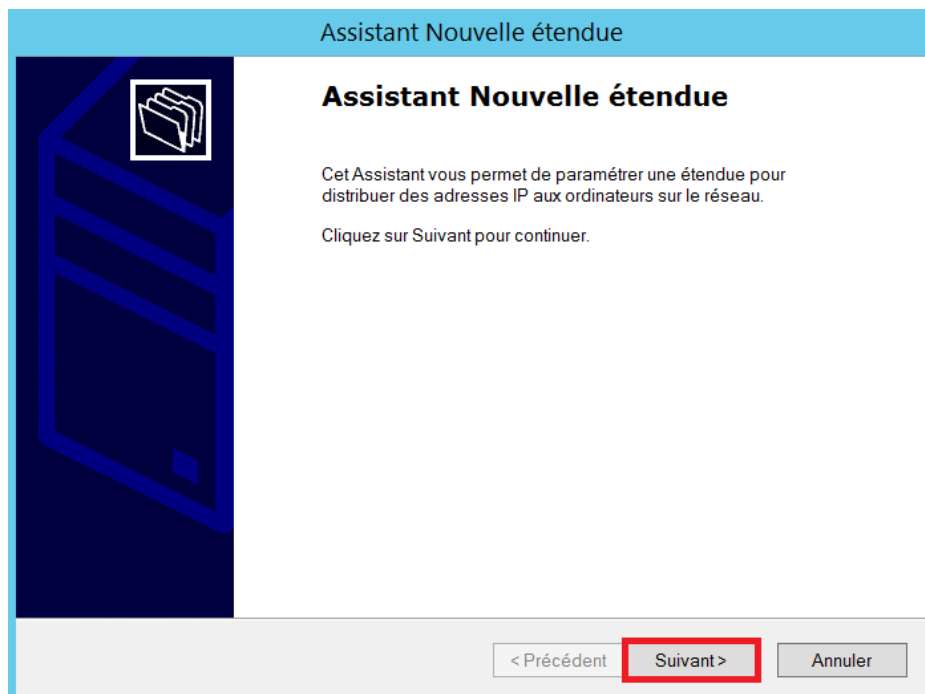 Assistant Nouvelle étendue
Assistant Nouvelle étendue
Cet Assistant vous permet de paramétrer une étendue pour
distribuer des adresses IP aux ordinateurs sur le réseau.
Cliquez sur Suivant pour continuer.
< Précédent Suivant > Annuler